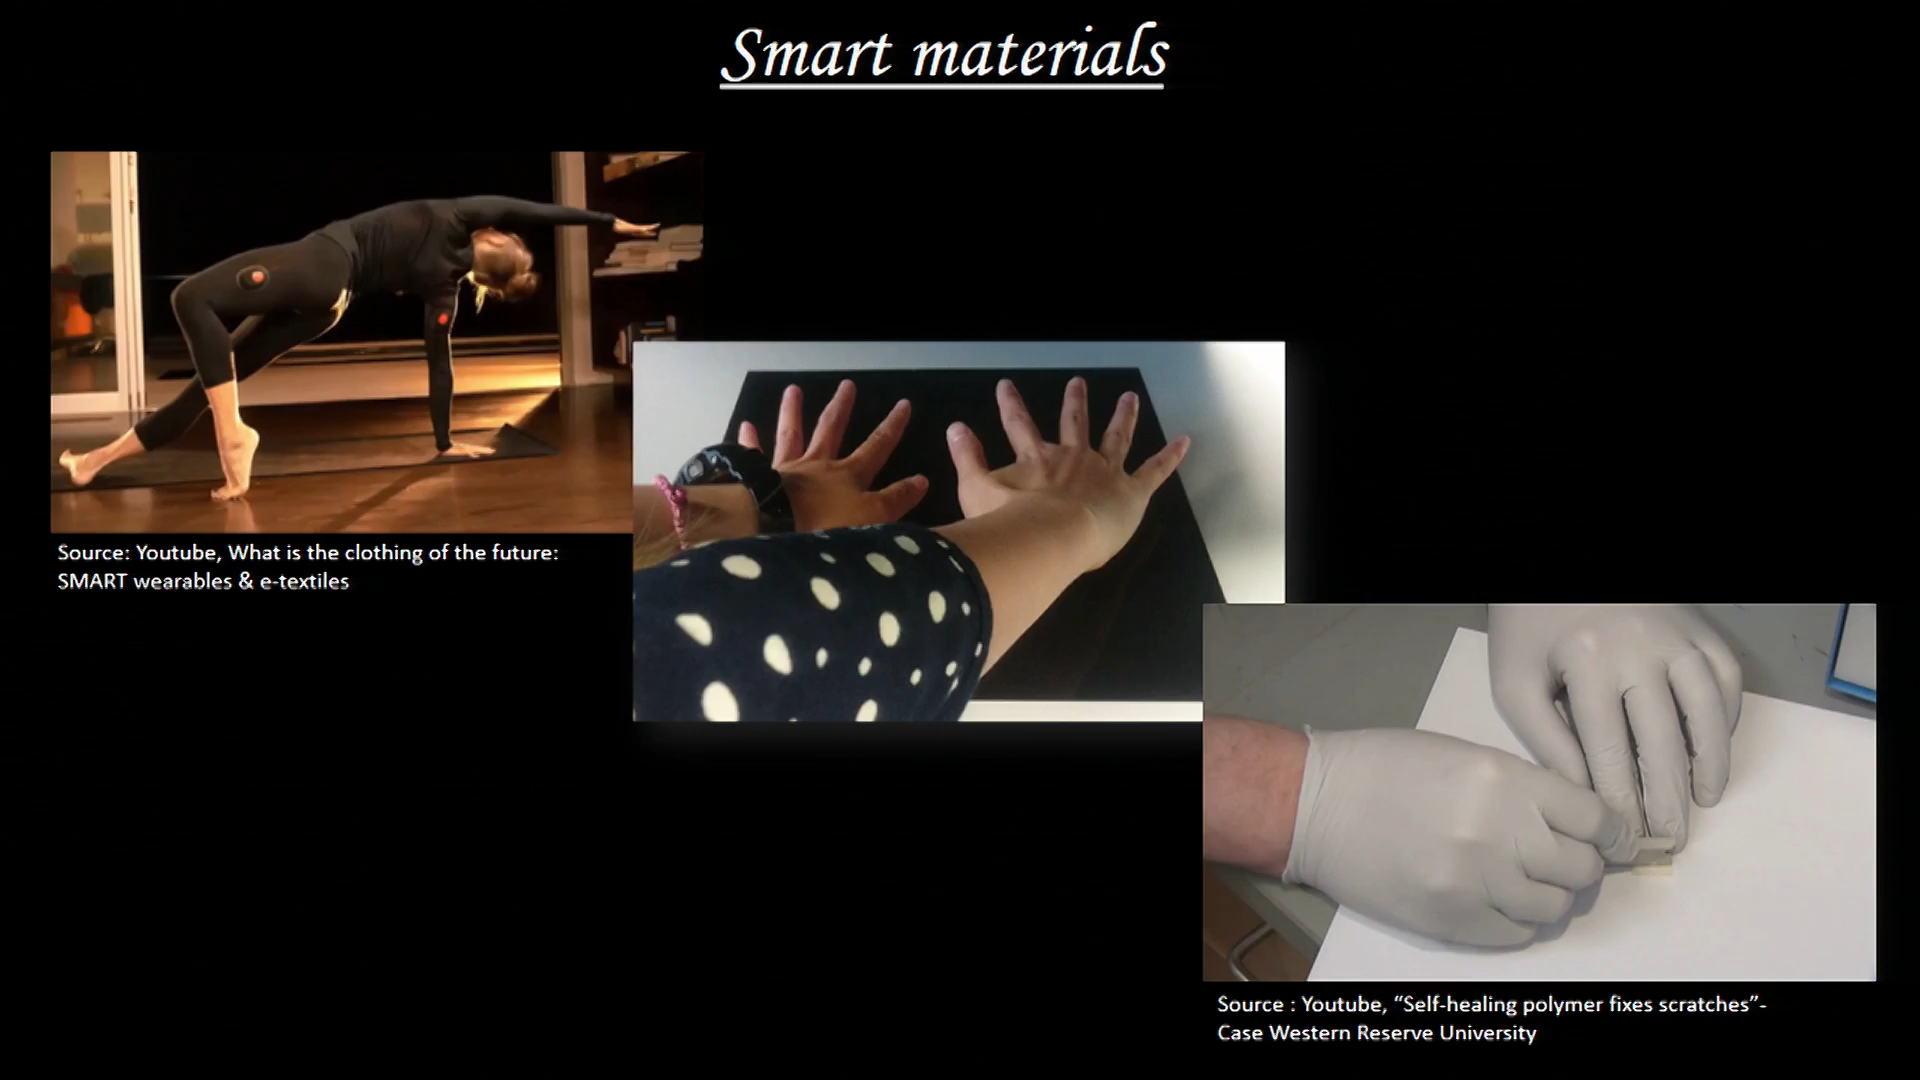 Smart materials
Source: Youtube, What is the clothing of the future:
SMART wearables & e-textiles
Source : Youtube, “Self-healing polymer fixes scratches”-
Case Western Reserve University